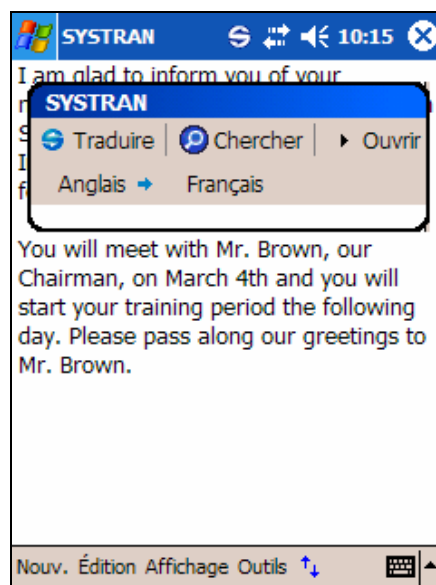 SYSTRAN 10:15
I am glad to inform you of your
SYSTRAN
Traduire Chercher Ouvrir
Anglais Français
You will meet with Mr. Brown, our
Chairman, on March 4th and you will
start your training period the following
day. Please pass along our greetings to
Mr. Brown.
Nouv. Édition Affichage Outils